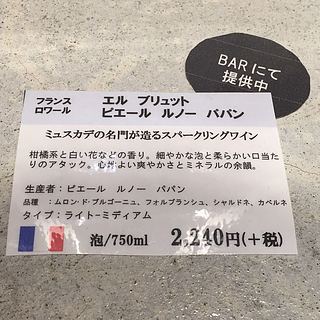 フランス
ロワール
エル ブリュット
ピエール ルノー パパン
BARにて
提供中
ミュスカデの名門が造るスパークリングワイン
柑橘系と白い花などの香り。細やかな泡と柔らかい口当た
りのアタック。心地よい爽やかさとミネラルの余韻。
生産者：ピエール ルノー パパン
品種 ：ムロン・ド・ブルゴーニュ、フォルブランシュ、シャルドネ、カベルネ
タイプ：ライト-ミディアム
泡/750ml 2,240円(+税)